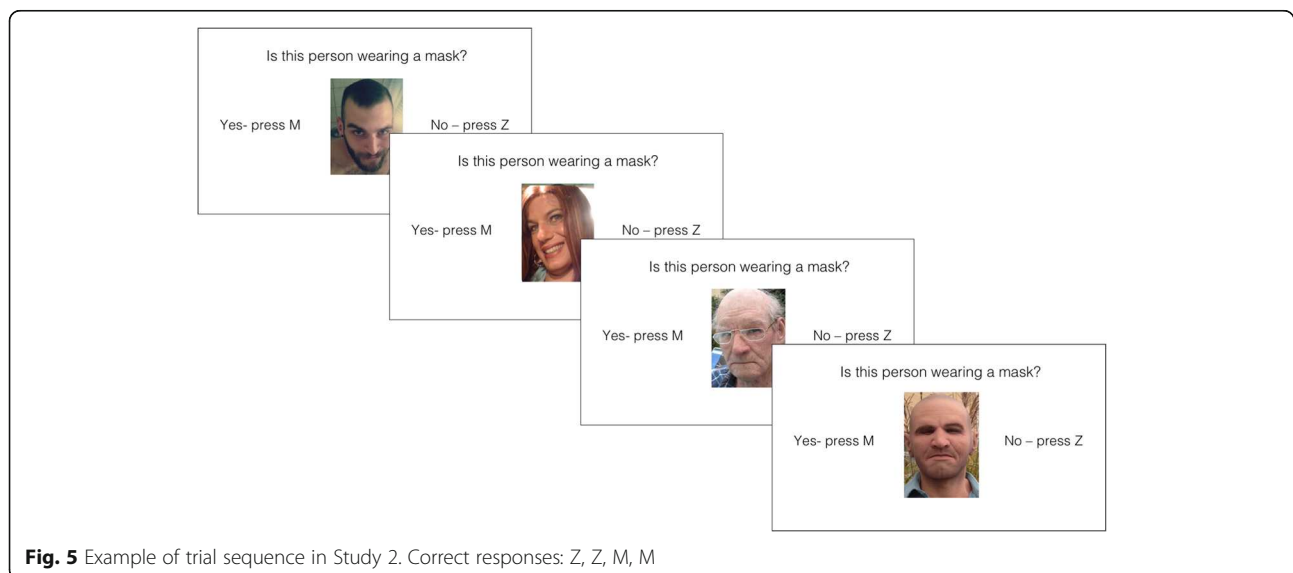 Is this person wearing a mask?
Yes- press M
No – press Z
Is this person wearing a mask?
Yes- press M
No – press Z
Is this person wearing a mask?
Yes- press M
No – press Z
Is this person wearing a mask?
Yes- press M
No – press Z
Fig. 5 Example of trial sequence in Study 2. Correct responses: Z, Z, M, M